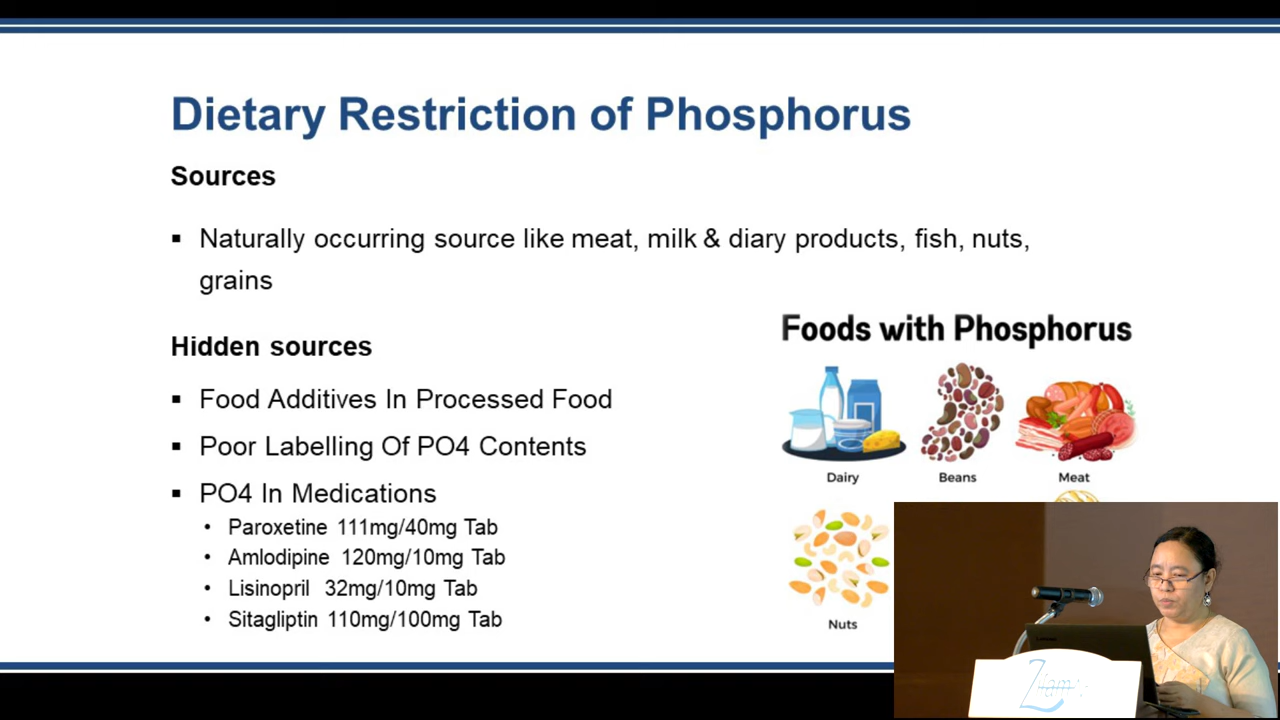 Dietary Restriction of Phosphorus
Sources
▪ Naturally occurring source like meat, milk & diary products, fish, nuts,
grains
Hidden sources
▪ Food Additives In Processed Food
▪ Poor Labelling Of PO4 Contents
▪ PO4 In Medications
• Paroxetine 111mg/40mg Tab
• Amlodipine 120mg/10mg Tab
• Lisinopril 32mg/10mg Tab
• Sitagliptin 110mg/100mg Tab
Foods with Phosphorus
Dairy
Beans
Meat
Nuts